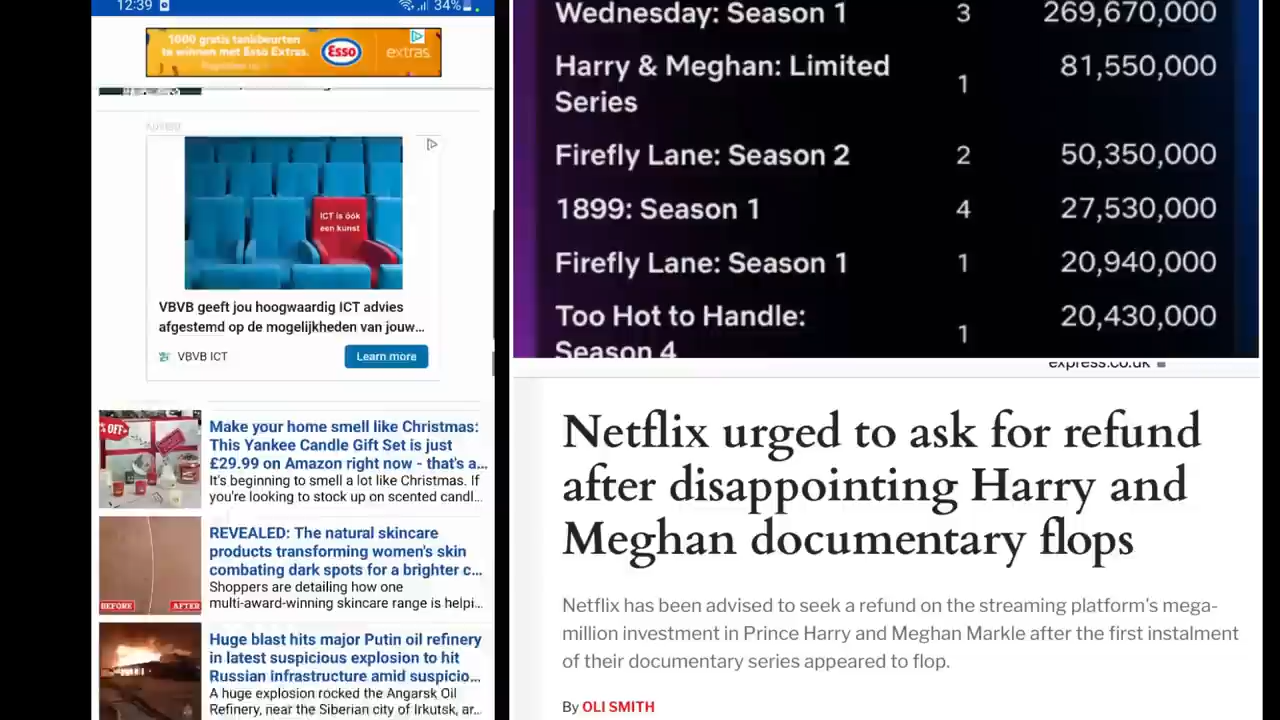 12:39
34%
1000 gratis tankbeurten
te winnen met Esso Extras.
Esso
extras
ADVERT
ICT is óók
een kunst
VBVB geeft jou hoogwaardig ICT advies
afgestemd op de mogelijkheden van jouw...
VBVB ICT
Learn more
% OFF
Make your home smell like Christmas:
This Yankee Candle Gift Set is just
£29.99 on Amazon right now - that's a...
It's beginning to smell a lot like Christmas. If
you're looking to stock up on scented candl...
REVEALED: The natural skincare
products transforming women's skin
combating dark spots for a brighter c...
Shoppers are detailing how one
multi-award-winning skincare range is helpi...
BEFORE
AFTER
Huge blast hits major Putin oil refinery
in latest suspicious explosion to hit
Russian infrastructure amid suspicio...
A huge explosion rocked the Angarsk Oil
Refinery, near the Siberian city of Irkutsk, ar...
Wednesday: Season 1 3 269,670,000
Harry & Meghan: Limited
Series 1 81,550,000
Firefly Lane: Season 2 2 50,350,000
1899: Season 1 4 27,530,000
Firefly Lane: Season 1 1 20,940,000
Too Hot to Handle:
Season 4 1 20,430,000
express.co.uk
Netflix urged to ask for refund
after disappointing Harry and
Meghan documentary flops
Netflix has been advised to seek a refund on the streaming platform's mega-
million investment in Prince Harry and Meghan Markle after the first instalment
of their documentary series appeared to flop.
By OLI SMITH